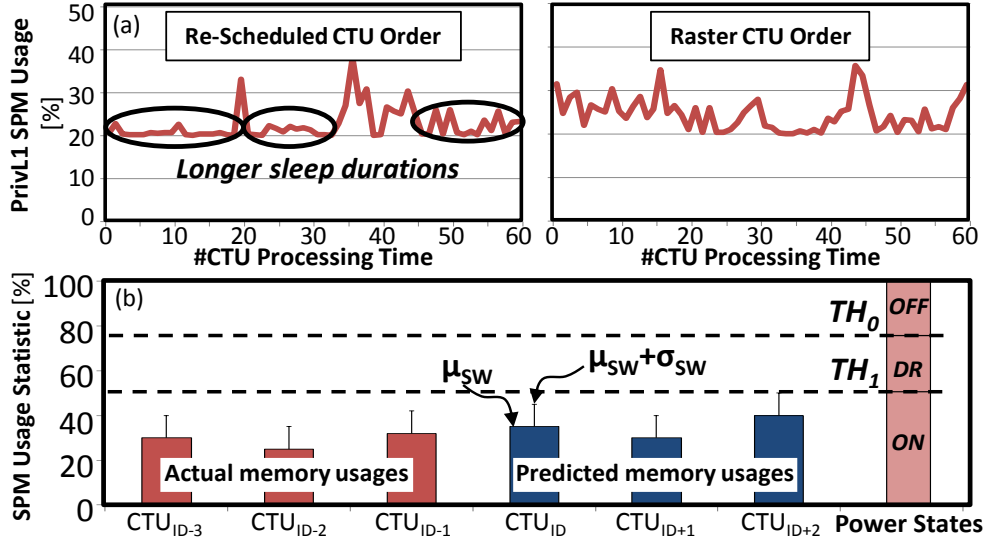 (a)
Re-Scheduled CTU Order
Raster CTU Order
PrivL1 SPM Usage
[%]
50
40
30
20
10
0
Longer sleep durations
0 10 20 30 40 50 60
0 10 20 30 40 50 60
#CTU Processing Time
#CTU Processing Time
(b)
SPM Usage Statistic [%]
100
80
60
40
20
0
TH0
TH1
μSW
μSW+σSW
OFF
DR
ON
Actual memory usages
Predicted memory usages
CTUID-3
CTUID-2
CTUID-1
CTUID
CTUID+1
CTUID+2
Power States